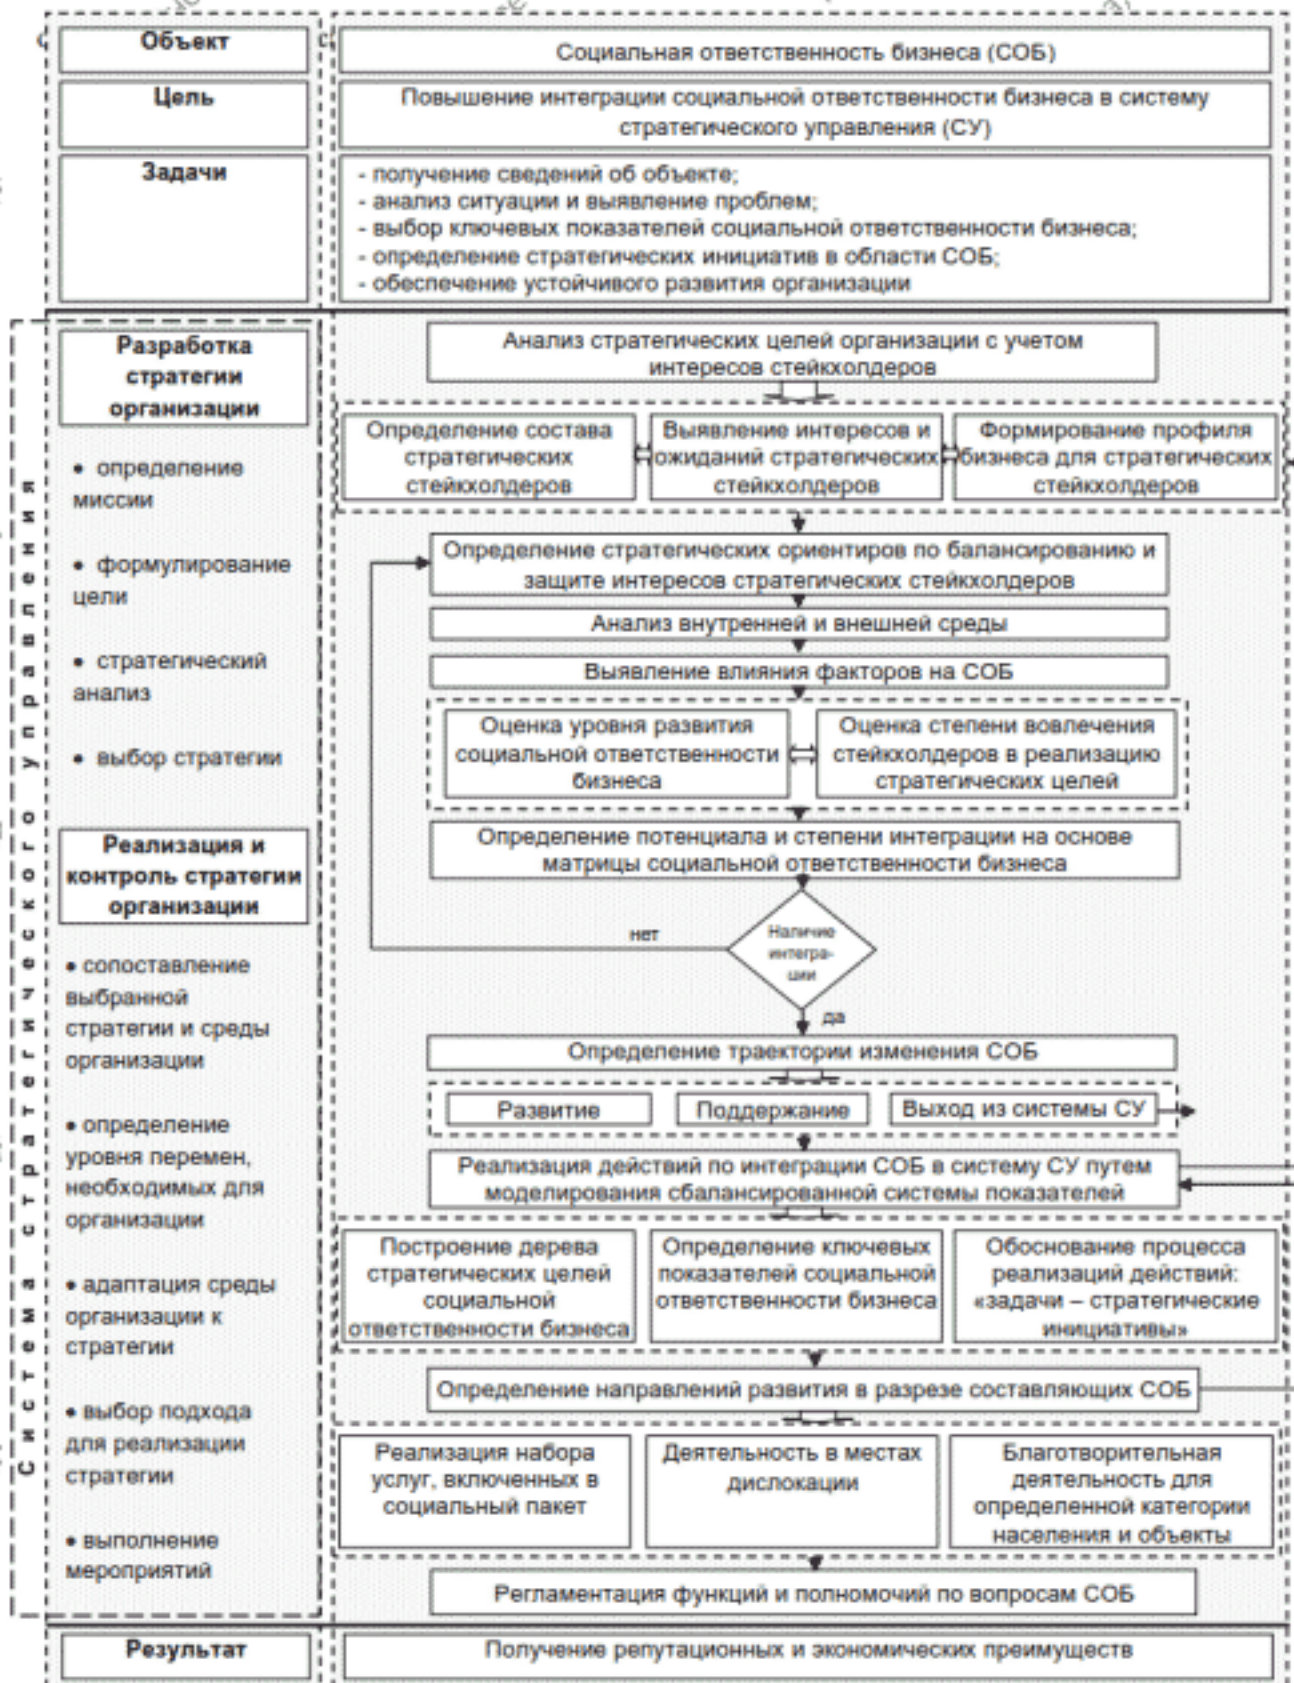 Объект
Социальная ответственность бизнеса (СОБ)
Цель
Повышение интеграции социальной ответственности бизнеса в систему
стратегического управления (СУ)
Задачи
- получение сведений об объекте;
- анализ ситуации и выявление проблем;
- выбор ключевых показателей социальной ответственности бизнеса;
- определение стратегических инициатив в области СОБ;
- обеспечение устойчивого развития организации
Система стратегического управления
Разработка
стратегии
организации
• определение
миссии
• формулирование
цели
• стратегический
анализ
• выбор стратегии
Реализация и
контроль стратегии
организации
• сопоставление
выбранной
стратегии и среды
организации
• определение
уровня перемен,
необходимых для
организации
• адаптация среды
организации к
стратегии
• выбор подхода
для реализации
стратегии
• выполнение
мероприятий
Анализ стратегических целей организации с учетом
интересов стейкхолдеров
Определение состава
стратегических
стейкхолдеров
Выявление интересов и
ожиданий стратегических
стейкхолдеров
Формирование профиля
бизнеса для стратегических
стейкхолдеров
Определение стратегических ориентиров по балансированию и
защите интересов стратегических стейкхолдеров
Анализ внутренней и внешней среды
Выявление влияния факторов на СОБ
Оценка уровня развития
социальной ответственности
бизнеса
Оценка степени вовлечения
стейкхолдеров в реализацию
стратегических целей
Определение потенциала и степени интеграции на основе
матрицы социальной ответственности бизнеса
нет
Наличие
интегра-
ции
да
Определение траектории изменения СОБ
Развитие
Поддержание
Выход из системы СУ
Реализация действий по интеграции СОБ в систему СУ путем
моделирования сбалансированной системы показателей
Построение дерева
стратегических целей
социальной
ответственности бизнеса
Определение ключевых
показателей социальной
ответственности бизнеса
Обоснование процесса
реализаций действий:
«задачи – стратегические
инициативы»
Определение направлений развития в разрезе составляющих СОБ
Реализация набора
услуг, включенных в
социальный пакет
Деятельность в местах
дислокации
Благотворительная
деятельность для
определенной категории
населения и объекты
Регламентация функций и полномочий по вопросам СОБ
Результат
Получение репутационных и экономических преимуществ